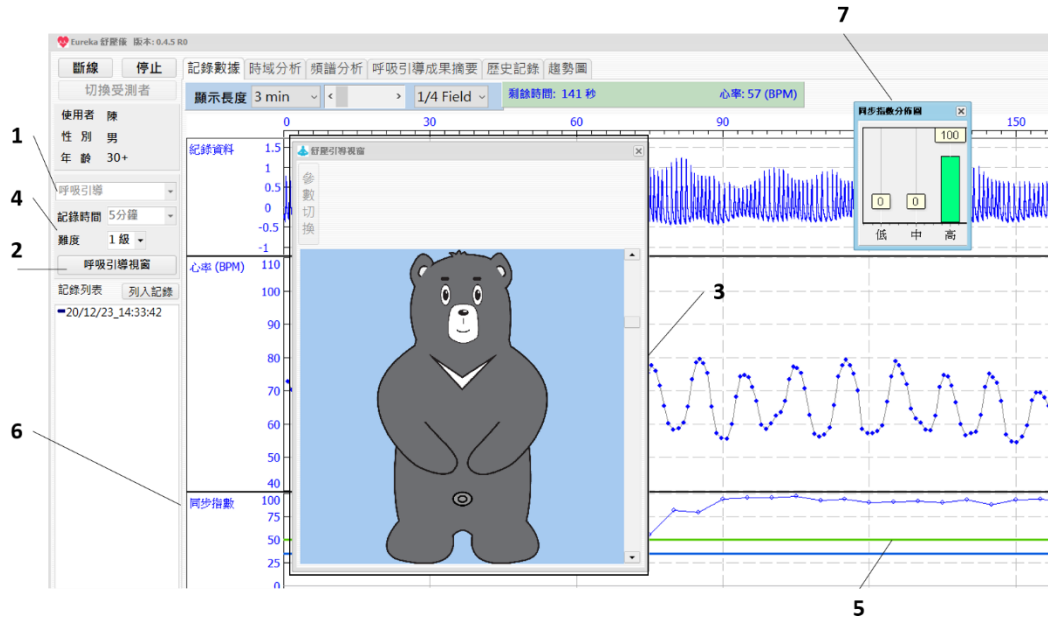 7
Eureka 舒壓優 版本: 0.4.5 R0
斷線 停止
記錄數據 時域分析 頻譜分析 呼吸引導成果摘要 歷史記錄 趨勢圖
切換受測者
顯示長度 3 min 1/4 Field 剩餘時間: 141 秒 心率: 57 (BPM)
使用者 陳
性 別 男
年 齡 30+
同步指數分佈圖
100
0 0
低 中 高
0 30 60 90 150
1
呼吸引導
4
記錄時間 5分鐘
難度 1 級
2
呼吸引導視窗
記錄列表 列入記錄
20/12/23_14:33:42
紀錄資料 1.5
1
0.5
0
-0.5
-1
舒壓引導視窗
參
數
切
換
心率 (BPM) 110
100
90
80
70
60
50
40
3
6
同步指數 100
75
50
25
0
5